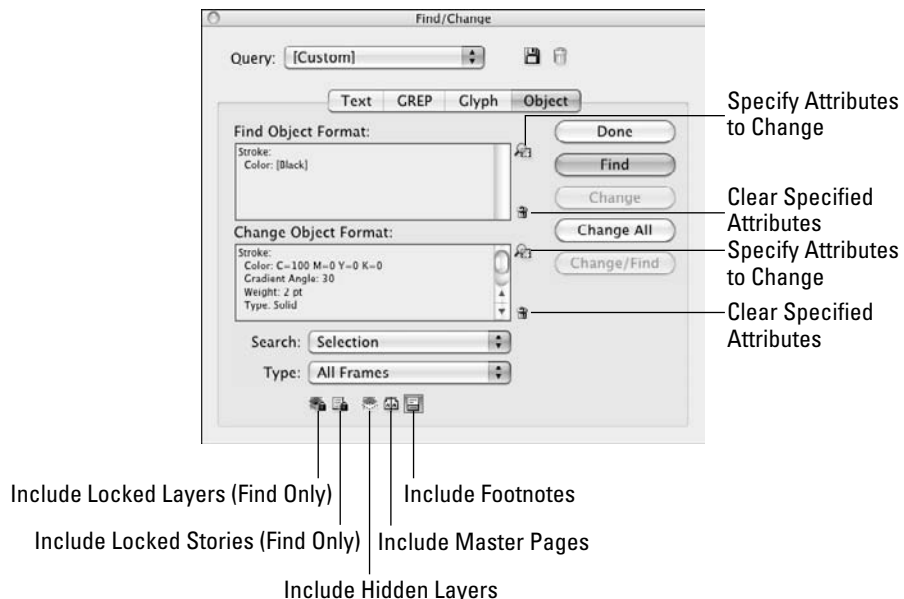 Find/Change
Query: [Custom]
Text GREP Glyph Object
Find Object Format:
Stroke:
Color: [Black]
Done
Find
Change
Change All
Change/Find
Change Object Format:
Stroke:
Color: C=100 M=0 Y=0 K=0
Gradient Angle: 30
Weight: 2 pt
Type: Solid
Search: Selection
Type: All Frames
Specify Attributes
to Change
Clear Specified
Attributes
Specify Attributes
to Change
Clear Specified
Attributes
Include Locked Layers (Find Only)
Include Footnotes
Include Locked Stories (Find Only)
Include Master Pages
Include Hidden Layers